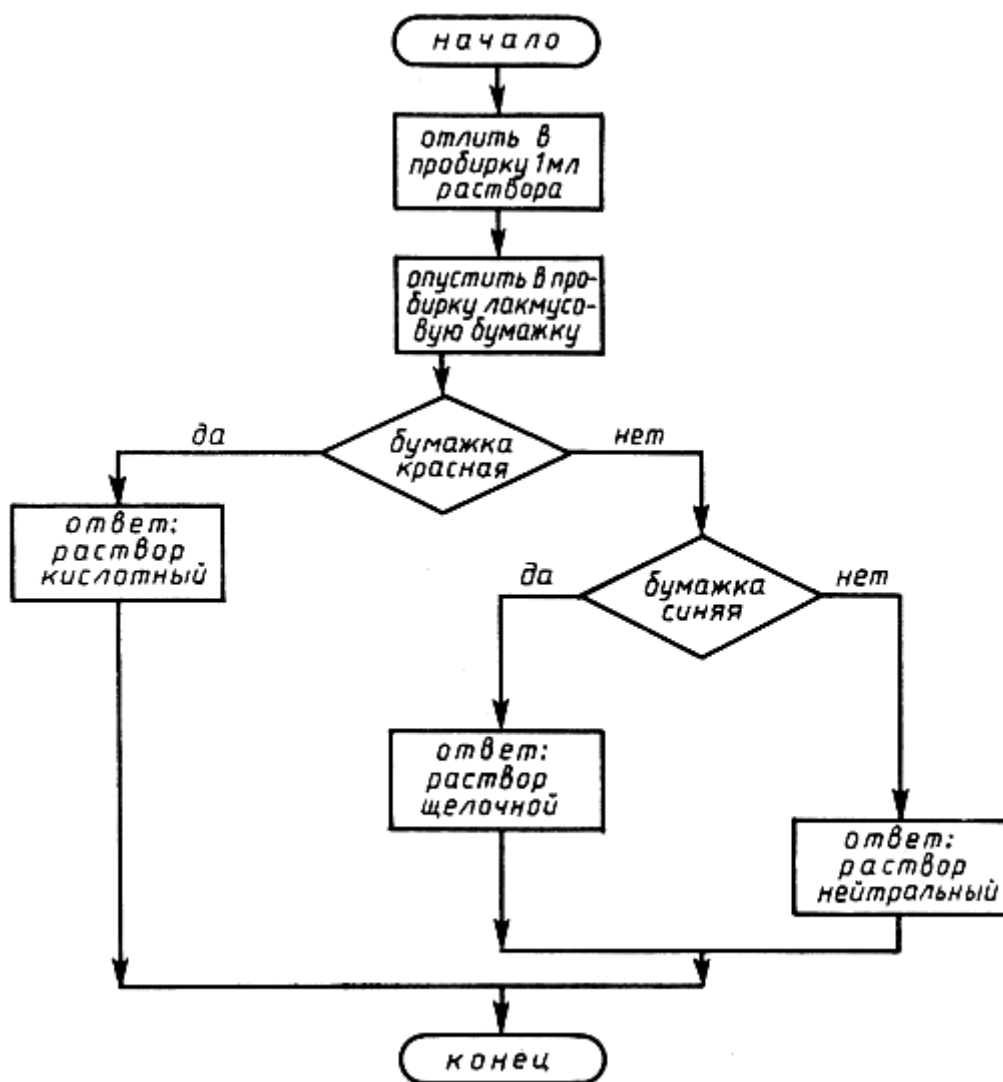 начало
отлить в
пробирку 1мл
раствора
опустить в про-
бирку лакмусо-
вую бумажку
бумажка
красная
да
нет
ответ:
раствор
кислотный
бумажка
синяя
да
нет
ответ:
раствор
щелочной
ответ:
раствор
нейтральный
конец